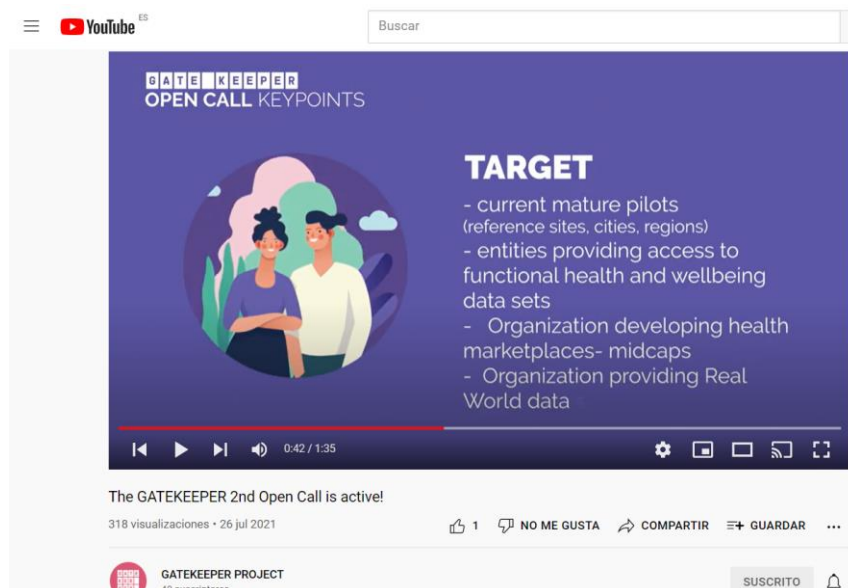 YouTube ES
Buscar
GATE KEEPER
OPEN CALL KEYPOINTS
TARGET
- current mature pilots
(reference sites, cities, regions)
- entities providing access to
functional health and wellbeing
data sets
- Organization developing health
marketplaces- midcaps
- Organization providing Real
World data
0:42 / 1:35
The GATEKEEPER 2nd Open Call is active!
318 visualizaciones • 26 jul 2021
1 NO ME GUSTA COMPARTIR GUARDAR
GATEKEEPER PROJECT
SUSCRITO